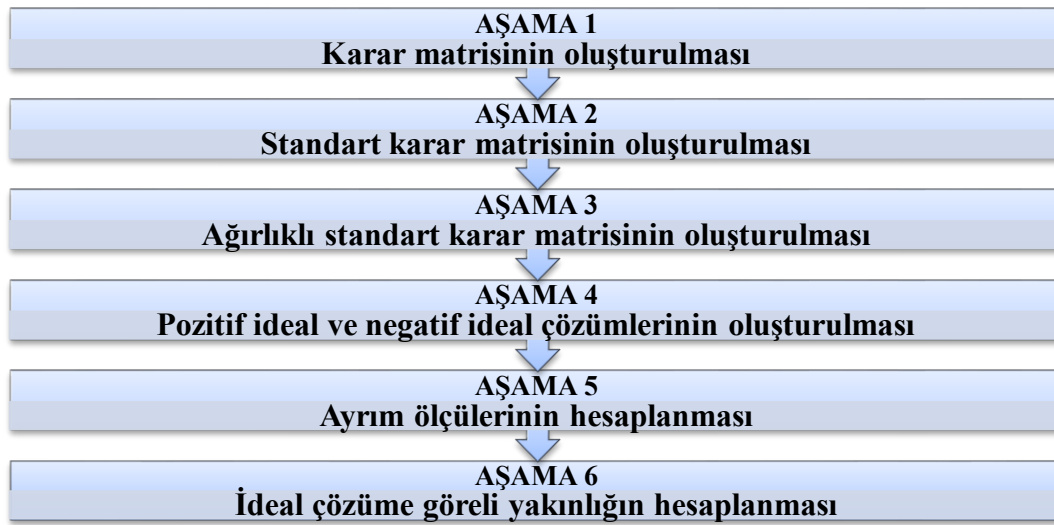 AŞAMA 1
Karar matrisinin oluşturulması
AŞAMA 2
Standart karar matrisinin oluşturulması
AŞAMA 3
Ağırlıklı standart karar matrisinin oluşturulması
AŞAMA 4
Pozitif ideal ve negatif ideal çözümlerinin oluşturulması
AŞAMA 5
Ayrım ölçülerinin hesaplanması
AŞAMA 6
İdeal çözüme göreli yakınlığın hesaplanması